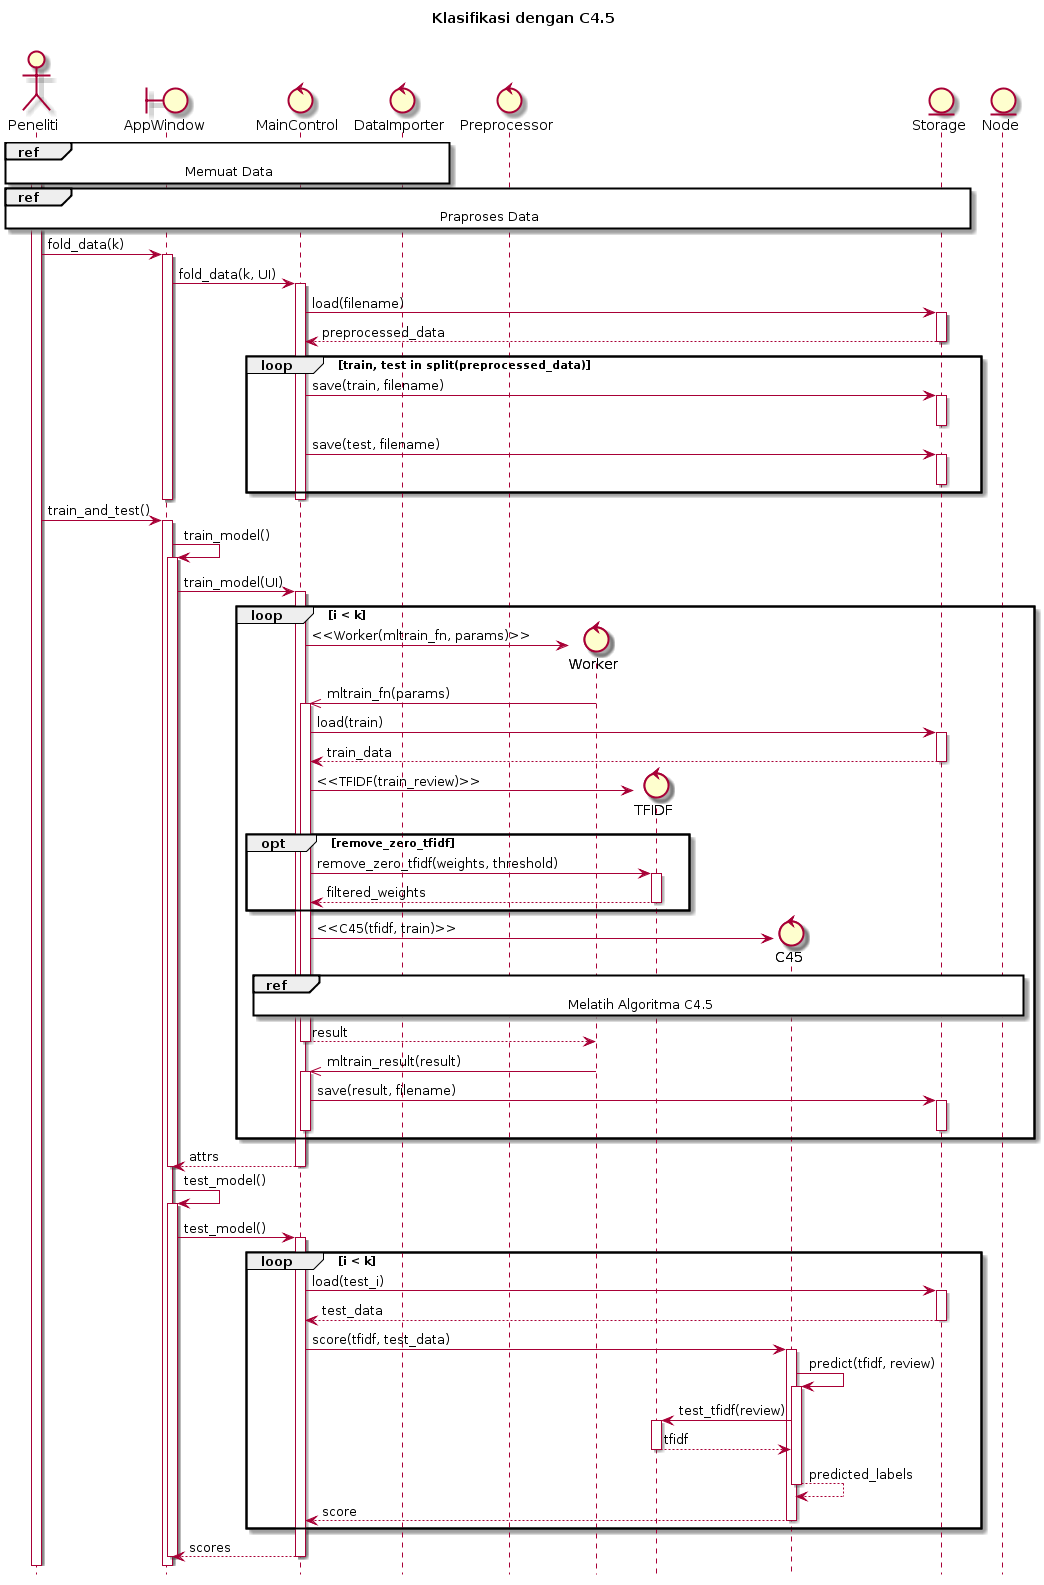 Klasifikasi dengan C4.5
Peneliti
AppWindow
MainControl
DataImporter
Preprocessor
Storage
Node
ref
Memuat Data
ref
Praproses Data
fold_data(k)
fold_data(k, UI)
load(filename)
preprocessed_data
loop [train, test in split(preprocessed_data)]
save(train, filename)
save(test, filename)
train_and_test()
train_model()
train_model(UI)
loop [i < k]
<<Worker(mltrain_fn, params)>>
Worker
mltrain_fn(params)
load(train)
train_data
<<TFIDF(train_review)>>
TFIDF
opt [remove_zero_tfidf]
remove_zero_tfidf(weights, threshold)
filtered_weights
<<C45(tfidf, train)>>
C45
ref
Melatih Algoritma C4.5
result
mltrain_result(result)
save(result, filename)
attrs
test_model()
test_model()
loop [i < k]
load(test_i)
test_data
score(tfidf, test_data)
predict(tfidf, review)
test_tfidf(review)
tfidf
predicted_labels
score
scores